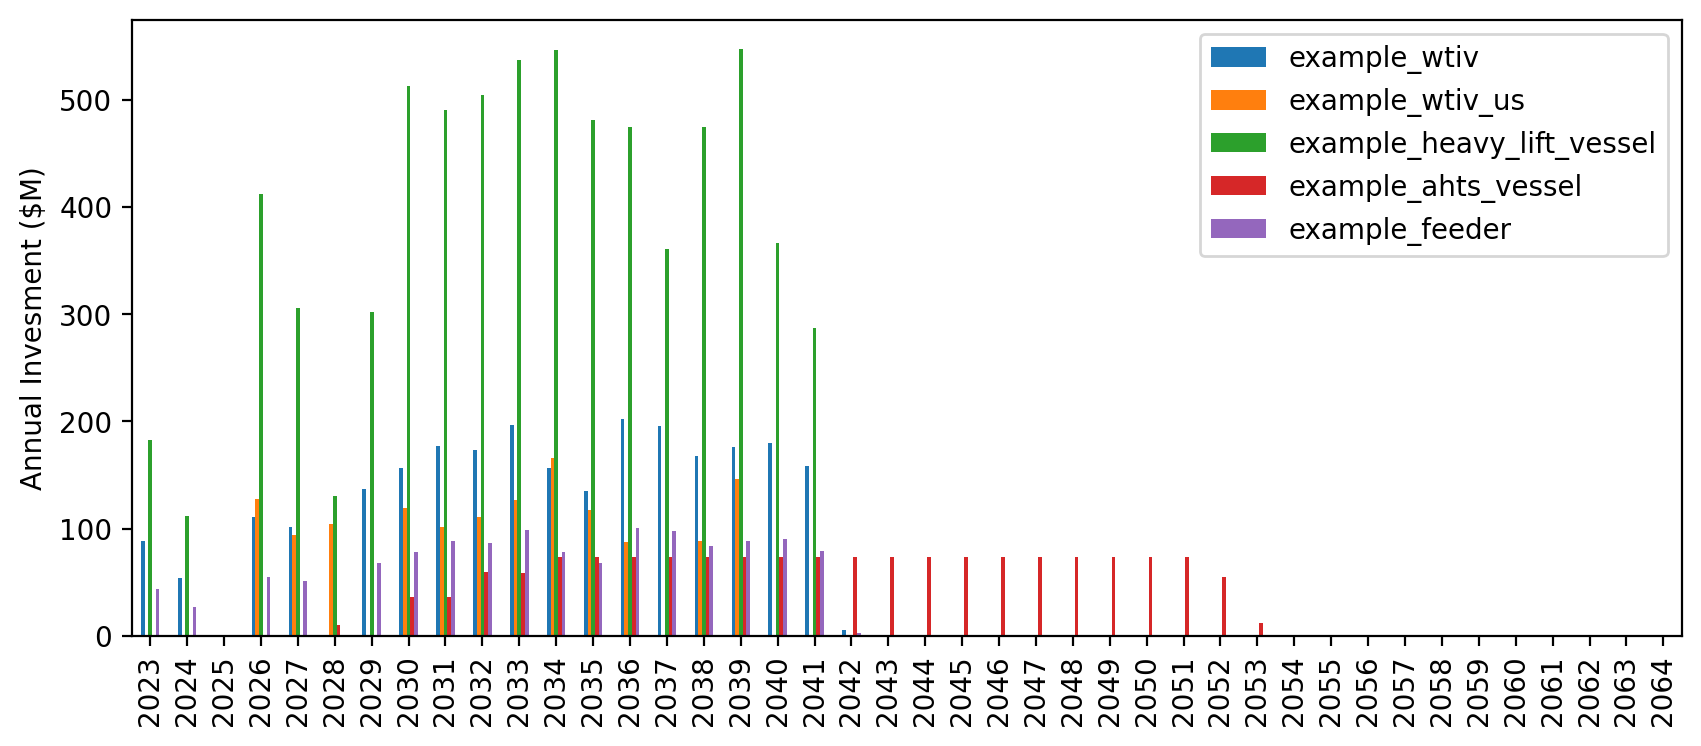 Annual Invesment ($M)
500
400
300
200
100
0
example_wtiv
example_wtiv_us
example_heavy_lift_vessel
example_ahts_vessel
example_feeder
2023 2024 2025 2026 2027 2028 2029 2030 2031 2032 2033 2034 2035 2036 2037 2038 2039 2040 2041 2042 2043 2044 2045 2046 2047 2048 2049 2050 2051 2052 2053 2054 2055 2056 2057 2058 2059 2060 2061 2062 2063 2064